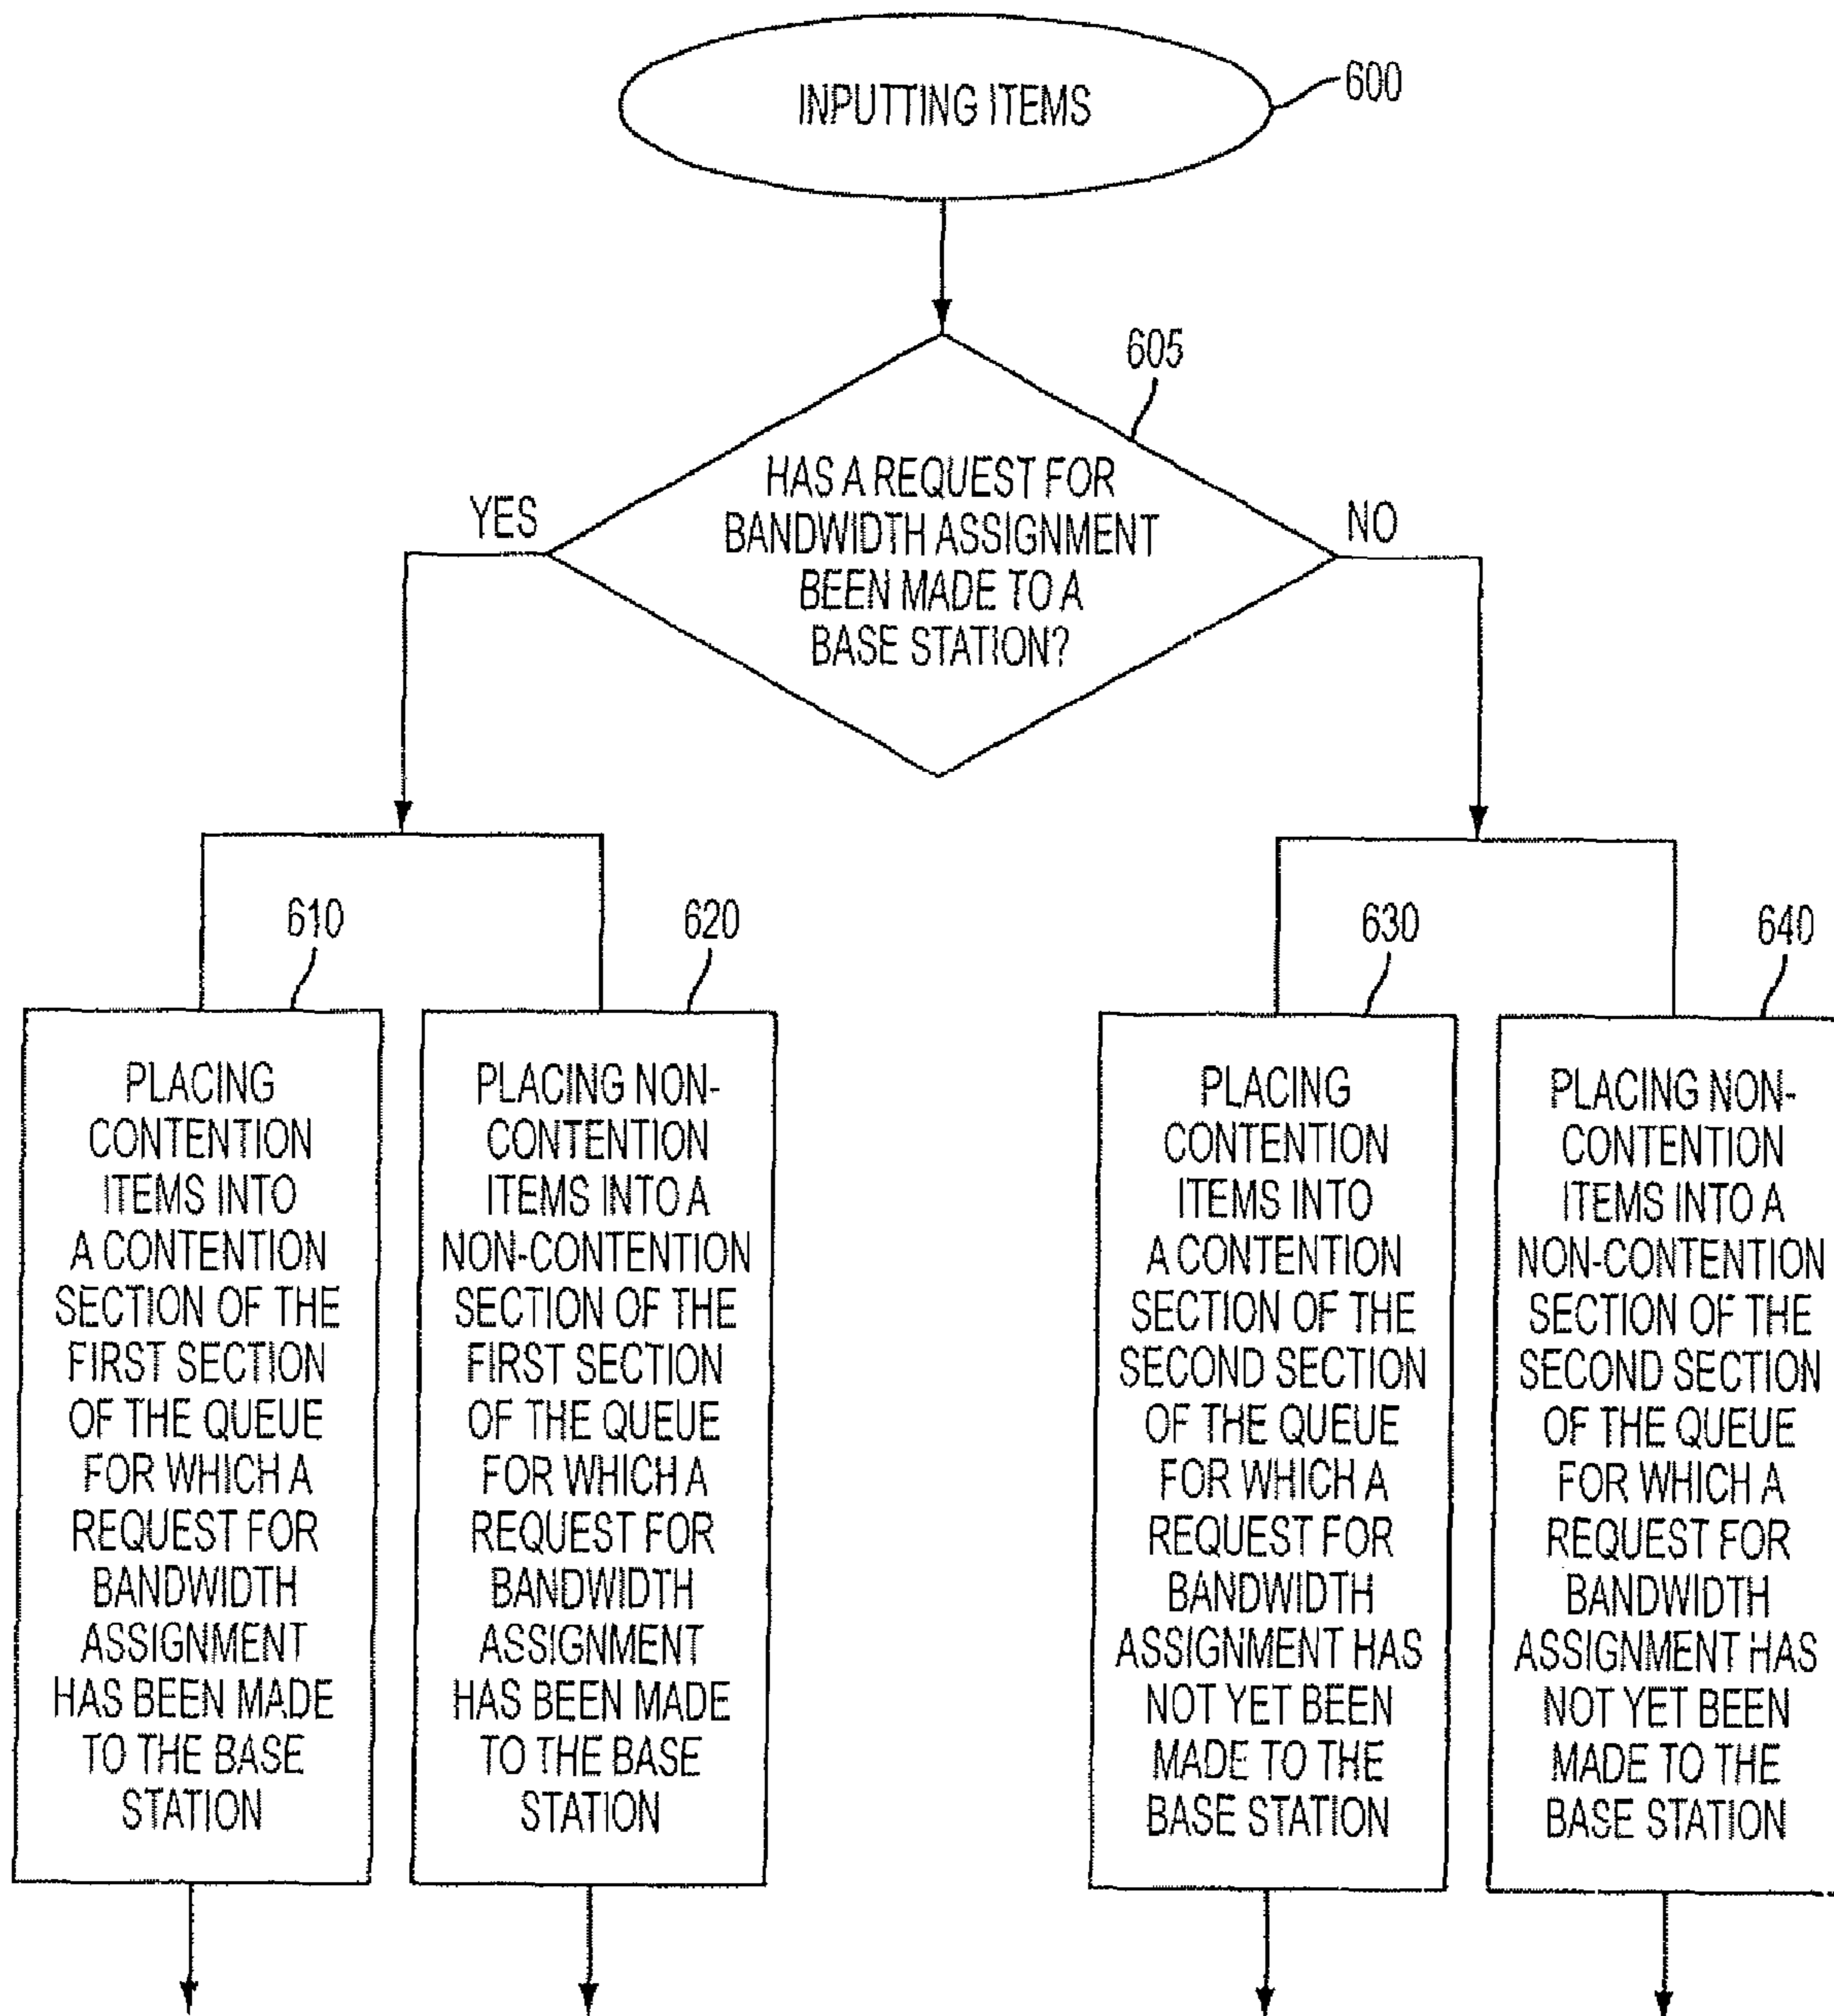 INPUTTING ITEMS
600
605
HAS A REQUEST FOR
BANDWIDTH ASSIGNMENT
BEEN MADE TO A
BASE STATION?
YES
NO
610
PLACING
CONTENTION
ITEMS INTO
A CONTENTION
SECTION OF THE
FIRST SECTION
OF THE QUEUE
FOR WHICH A
REQUEST FOR
BANDWIDTH
ASSIGNMENT
HAS BEEN MADE
TO THE BASE
STATION
620
PLACING NON-
CONTENTION
ITEMS INTO A
NON-CONTENTION
SECTION OF THE
FIRST SECTION
OF THE QUEUE
FOR WHICH A
REQUEST FOR
BANDWIDTH
ASSIGNMENT
HAS BEEN MADE
TO THE BASE
STATION
630
PLACING
CONTENTION
ITEMS INTO
A CONTENTION
SECTION OF THE
SECOND SECTION
OF THE QUEUE
FOR WHICH A
REQUEST FOR
BANDWIDTH
ASSIGNMENT HAS
NOT YET BEEN
MADE TO THE
BASE STATION
640
PLACING NON-
CONTENTION
ITEMS INTO A
NON-CONTENTION
SECTION OF THE
SECOND SECTION
OF THE QUEUE
FOR WHICH A
REQUEST FOR
BANDWIDTH
ASSIGNMENT HAS
NOT YET BEEN
MADE TO THE
BASE STATION